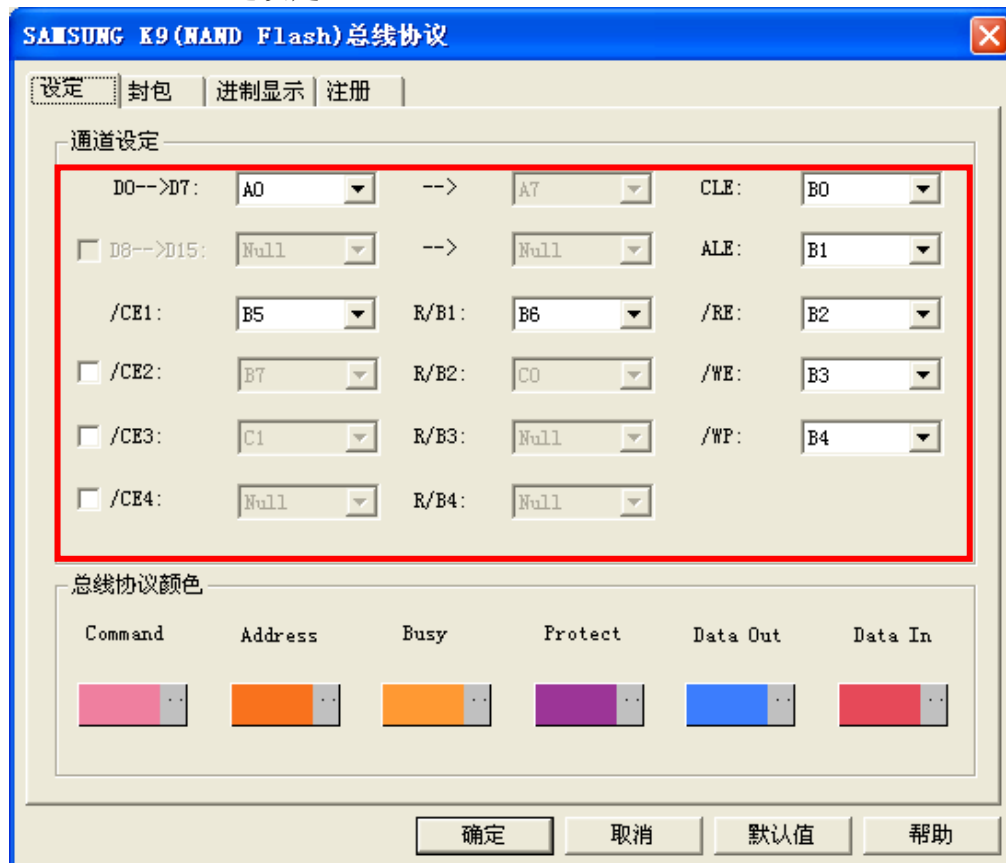 SAMSUNG K9(NAND Flash)总线协议
设定 封包 进制显示 注册
通道设定
D0-->D7: A0 --> A7 CLE: B0
D8-->D15: Null --> Null ALE: B1
/CE1: B5 R/B1: B6 /RE: B2
/CE2: B7 R/B2: C0 /WE: B3
/CE3: C1 R/B3: Null /WP: B4
/CE4: Null R/B4: Null
总线协议颜色
Command Address Busy Protect Data Out Data In
.. .. .. .. .. ..
确定 取消 默认值 帮助